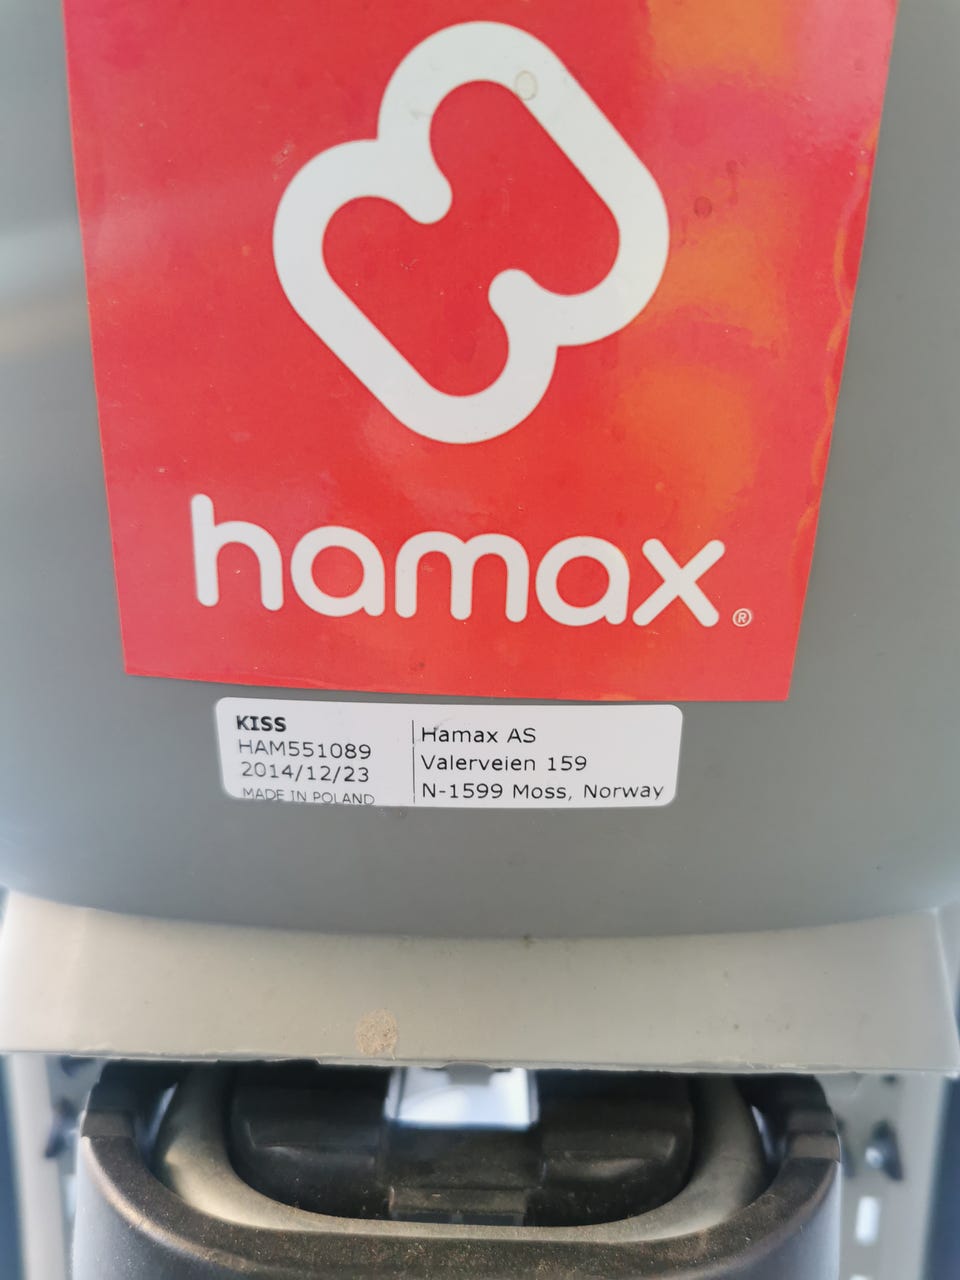 hamax®
KISS
HAM551089
2014/12/23
MADE IN POLAND
Hamax AS
Valerveien 159
N-1599 Moss, Norway